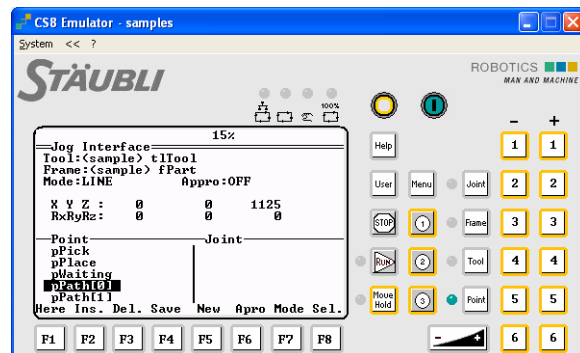 CS8 Emulator - samples
System << ?
STÄUBLI
ROBOTICS
MAN AND MACHINE
100%
- +
15%
Jog Interface
Tool:(sample) tlTool
Frame:(sample) fPart
Mode:LINE Appro:OFF
X Y Z : 0 0 1125
RxRyRz: 0 0 0
Point Joint
pPick
pPlace
pWaiting
pPath[0]
pPath[1]
Here Ins. Del. Save New Apro Mode Sel.
F1 F2 F3 F4 F5 F6 F7 F8
Help
User Menu Joint
STOP 1 Frame
RUN 2 Tool
Move Hold 3 Point
1 1
2 2
3 3
4 4
5 5
6 6
- +